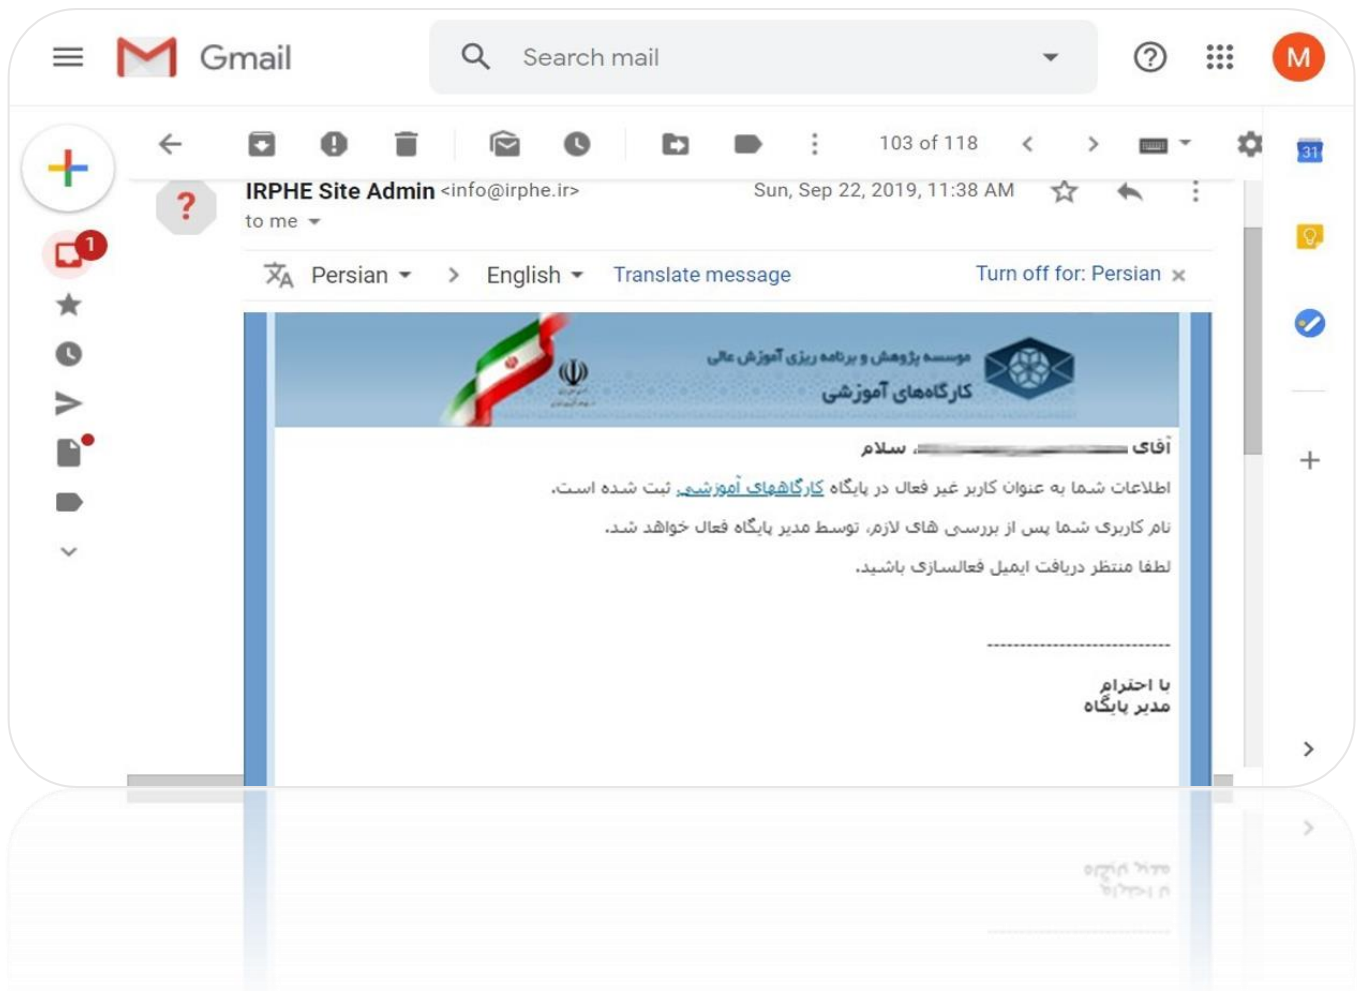 Gmail
Search mail
M
103 of 118
31
IRPHE Site Admin <info@irphe.ir>
Sun, Sep 22, 2019, 11:38 AM
?
to me
1
Persian > English Translate message
Turn off for: Persian ×
موسسه پژوهش و برنامه ریزی آموزش عالی
کارگاه‌های آموزشی
آقای ، سلام
اطلاعات شما به عنوان کاربر غیر فعال در پایگاه کارگاههای آموزشی ثبت شده است.
نام کاربری شما پس از بررسی های لازم، توسط مدیر پایگاه فعال خواهد شد.
لطفا منتظر دریافت ایمیل فعالسازی باشید.
----------------------------
با احترام
مدیر پایگاه